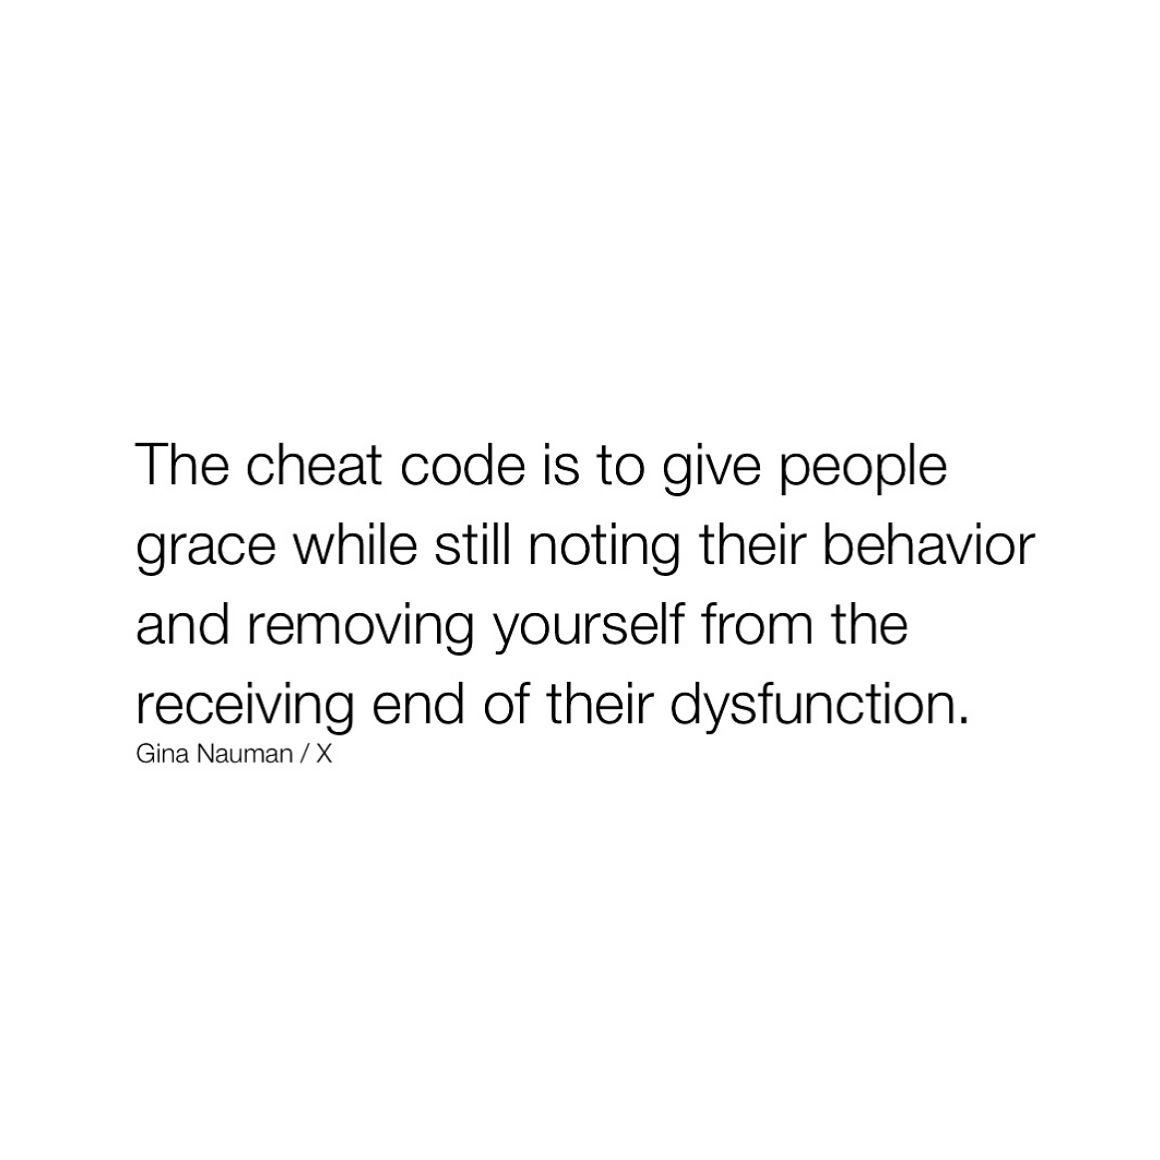 The cheat code is to give people
grace while still noting their behavior
and removing yourself from the
receiving end of their dysfunction.
Gina Nauman / X